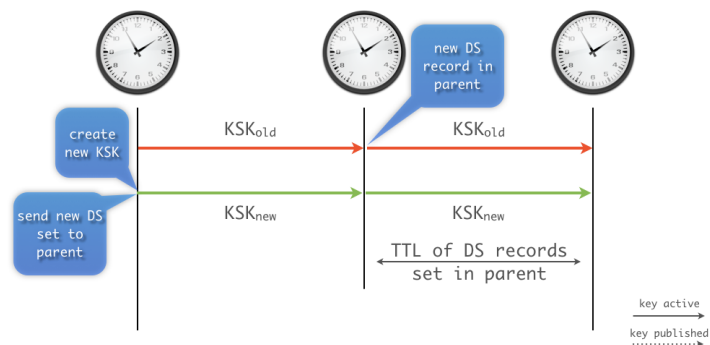 new DS
record in
parent
create
new KSK
KSKold
KSKold
send new DS
set to
parent
KSKnew
KSKnew
TTL of DS records
set in parent
key active
key published